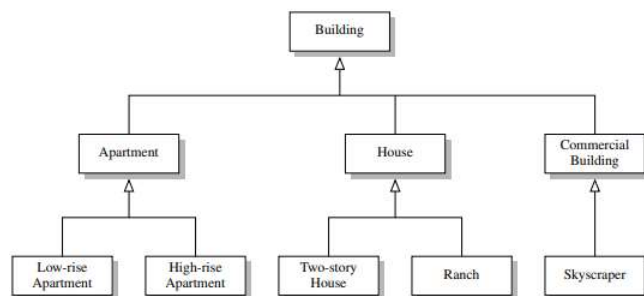 Building
Apartment
House
Commercial
Building
Low-rise
Apartment
High-rise
Apartment
Two-story
House
Ranch
Skyscraper